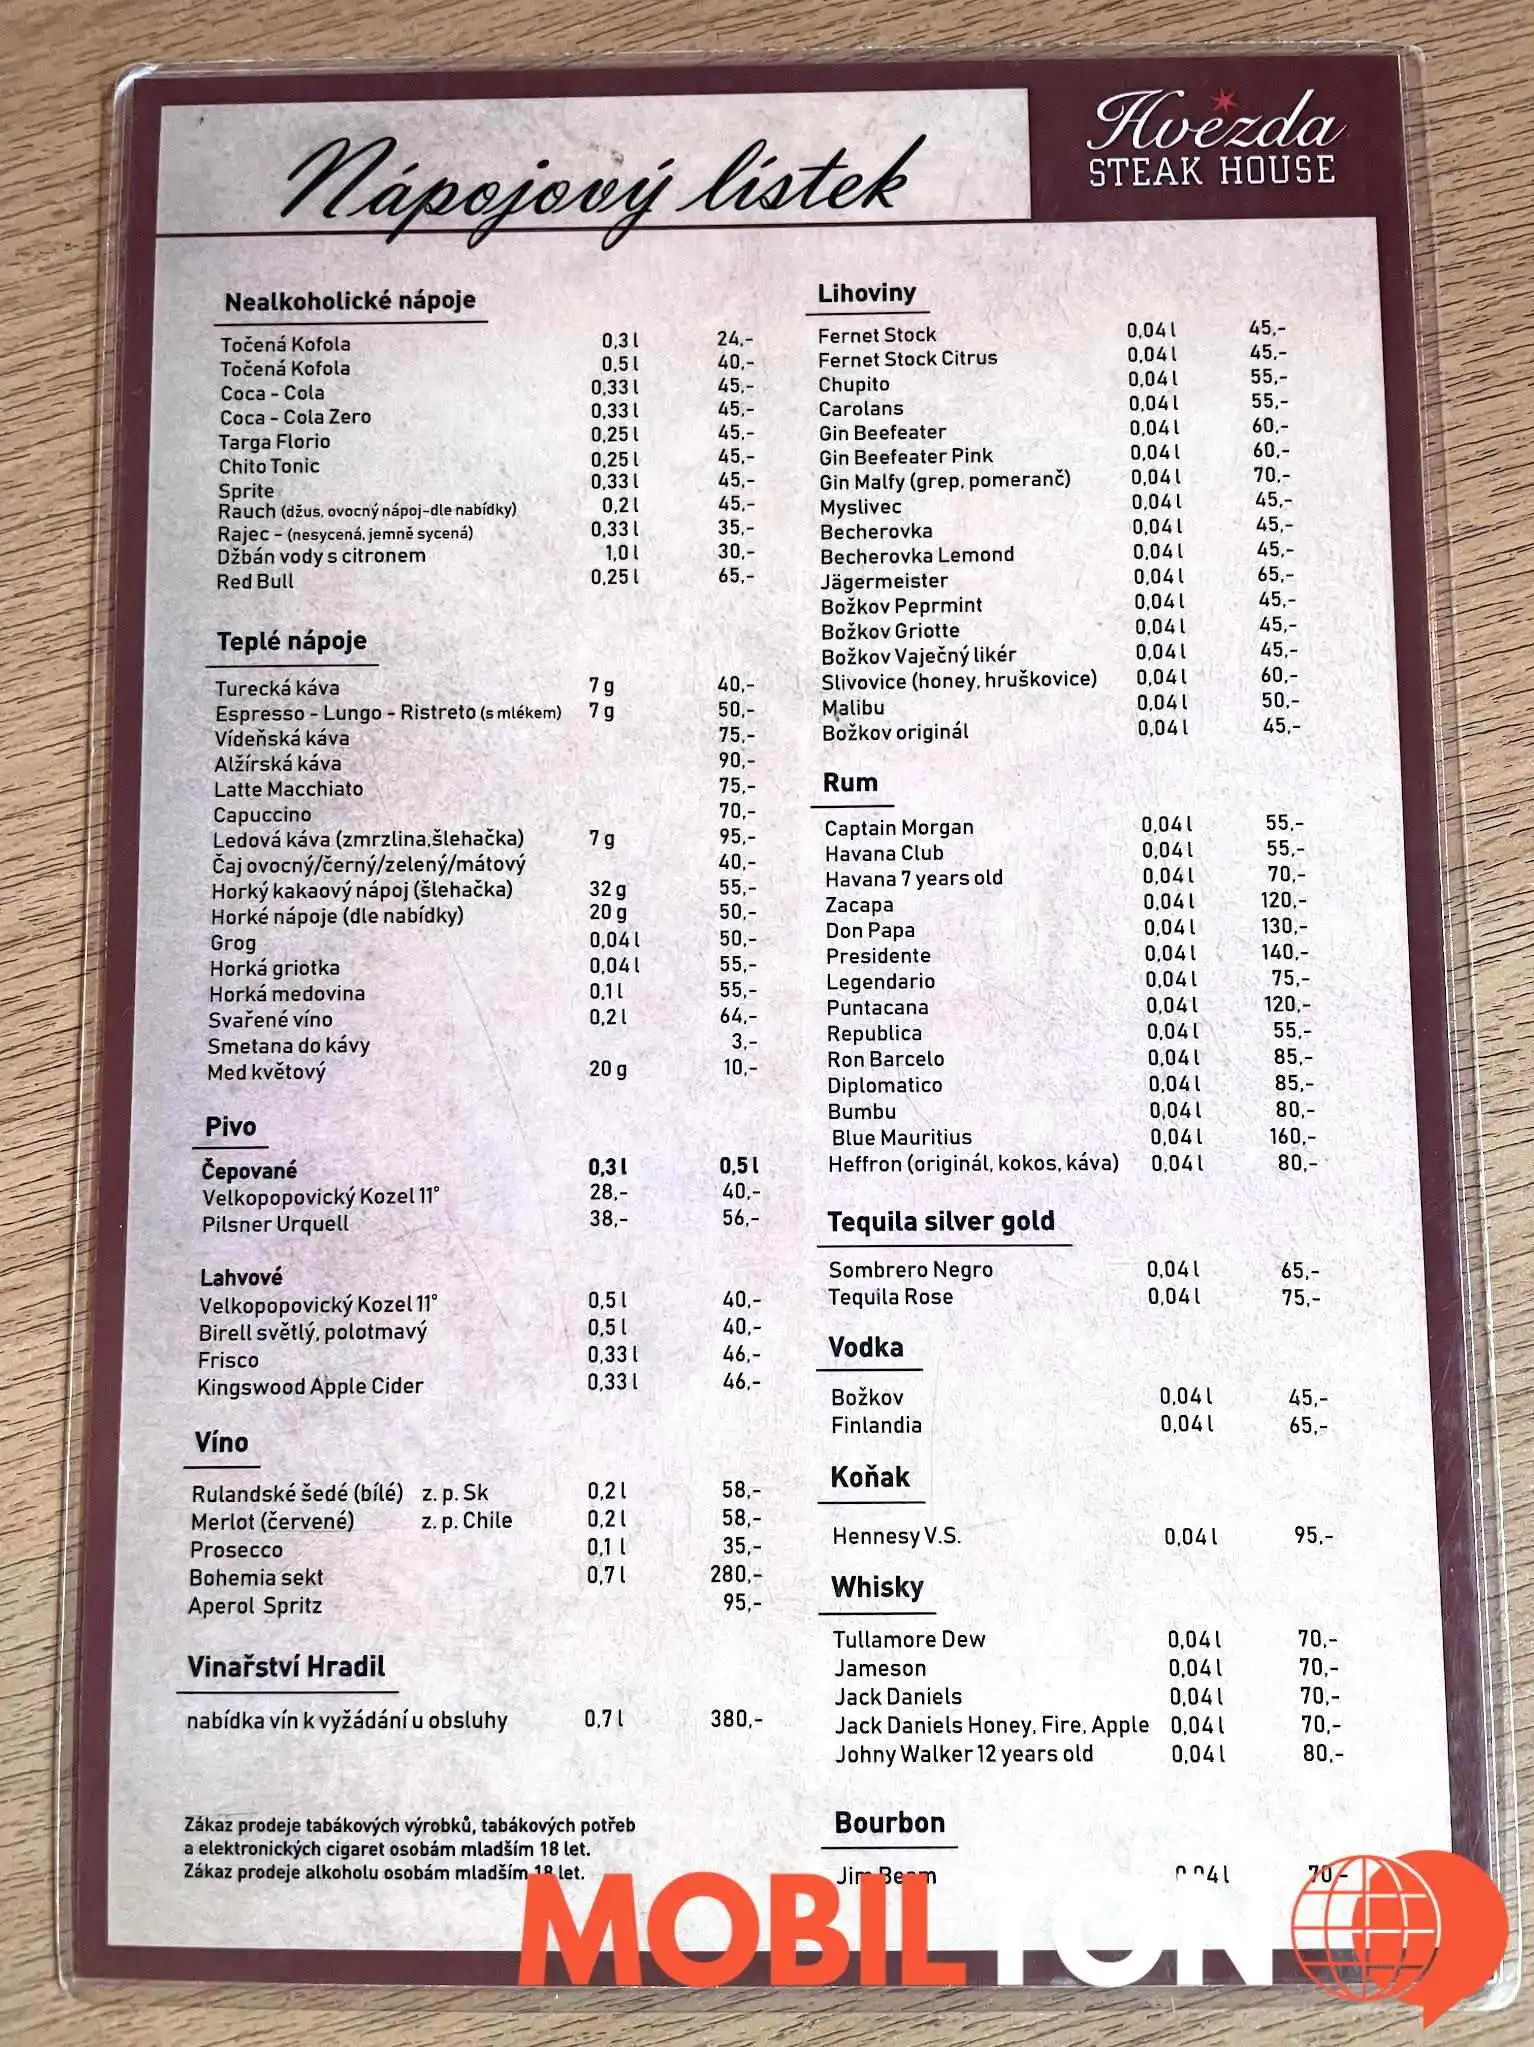 Hvězda
STEAK HOUSE
Nápojový lístek
Nealkoholické nápoje
Točená Kofola 0,3 l 24,-
Točená Kofola 0,5 l 40,-
Coca - Cola 0,33 l 45,-
Coca - Cola Zero 0,33 l 45,-
Targa Florio 0,25 l 45,-
Chito Tonic 0,25 l 45,-
Sprite 0,33 l 45,-
Rauch (džus, ovocný nápoj-dle nabídky) 0,2 l 45,-
Rajec - (nesycená, jemně sycená) 0,33 l 35,-
Džbán vody s citronem 1,0 l 30,-
Red Bull 0,25 l 65,-
Teplé nápoje
Turecká káva 7 g 40,-
Espresso - Lungo - Ristreto (s mlékem) 7 g 50,-
Vídeňská káva 75,-
Alžírská káva 90,-
Latte Macchiato 75,-
Capuccino 70,-
Ledová káva (zmrzlina,šlehačka) 7 g 95,-
Čaj ovocný/černý/zelený/mátový 40,-
Horký kakaový nápoj (šlehačka) 32 g 55,-
Horké nápoje (dle nabídky) 20 g 50,-
Grog 0,04 l 50,-
Horká griotka 0,04 l 55,-
Horká medovina 0,1 l 55,-
Svařené víno 0,2 l 64,-
Smetana do kávy 3,-
Med květový 20 g 10,-
Pivo
Čepované 0,3 l 0,5 l
Velkopopovický Kozel 11° 28,- 40,-
Pilsner Urquell 38,- 56,-
Lahvové
Velkopopovický Kozel 11° 0,5 l 40,-
Birell světlý, polotmavý 0,5 l 40,-
Frisco 0,33 l 46,-
Kingswood Apple Cider 0,33 l 46,-
Víno
Rulandské šedé (bílé) z. p. Sk 0,2 l 58,-
Merlot (červené) z. p. Chile 0,2 l 58,-
Prosecco 0,1 l 35,-
Bohemia sekt 0,7 l 280,-
Aperol Spritz 95,-
Vinařství Hradil
nabídka vín k vyžádání u obsluhy 0,7 l 380,-
Zákaz prodeje tabákových výrobků, tabákových potřeb
a elektronických cigaret osobám mladším 18 let.
Zákaz prodeje alkoholu osobám mladším 18 let.
Lihoviny
Fernet Stock 0,04 l 45,-
Fernet Stock Citrus 0,04 l 45,-
Chupito 0,04 l 55,-
Carolans 0,04 l 55,-
Gin Beefeater 0,04 l 60,-
Gin Beefeater Pink 0,04 l 60,-
Gin Malfy (grep, pomeranč) 0,04 l 70,-
Myslivec 0,04 l 45,-
Becherovka 0,04 l 45,-
Becherovka Lemond 0,04 l 45,-
Jägermeister 0,04 l 65,-
Božkov Peprmint 0,04 l 45,-
Božkov Griotte 0,04 l 45,-
Božkov Vaječný likér 0,04 l 45,-
Slivovice (honey, hruškovice) 0,04 l 60,-
Malibu 0,04 l 50,-
Božkov originál 0,04 l 45,-
Rum
Captain Morgan 0,04 l 55,-
Havana Club 0,04 l 55,-
Havana 7 years old 0,04 l 70,-
Zacapa 0,04 l 120,-
Don Papa 0,04 l 130,-
Presidente 0,04 l 140,-
Legendario 0,04 l 75,-
Puntacana 0,04 l 120,-
Republica 0,04 l 55,-
Ron Barcelo 0,04 l 85,-
Diplomatico 0,04 l 85,-
Bumbu 0,04 l 80,-
Blue Mauritius 0,04 l 160,-
Heffron (originál, kokos, káva) 0,04 l 80,-
Tequila silver gold
Sombrero Negro 0,04 l 65,-
Tequila Rose 0,04 l 75,-
Vodka
Božkov 0,04 l 45,-
Finlandia 0,04 l 65,-
Koňak
Hennesy V.S. 0,04 l 95,-
Whisky
Tullamore Dew 0,04 l 70,-
Jameson 0,04 l 70,-
Jack Daniels 0,04 l 70,-
Jack Daniels Honey, Fire, Apple 0,04 l 70,-
Johny Walker 12 years old 0,04 l 80,-
Bourbon
Jim Beam 0,04 l 70,-
MOBILTON